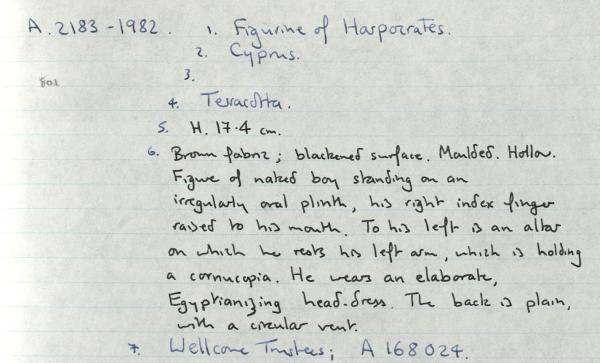 A.2183-1982. 1. Figurine of Harpocrates.
2. Cyprus.
3.
801
4. Terracotta.
5. H. 17.4 cm.
6. Brown fabric; blackened surface. Moulded. Hollow.
Figure of naked boy standing on an
irregularly oval plinth, his right index finger
raised to his mouth. To his left is an altar
on which he rests his left arm, which is holding
a cornucopia. He wears an elaborate,
Egyptianizing head-dress. The back is plain,
with a circular vent.
7. Wellcome Trustees; A 168024.